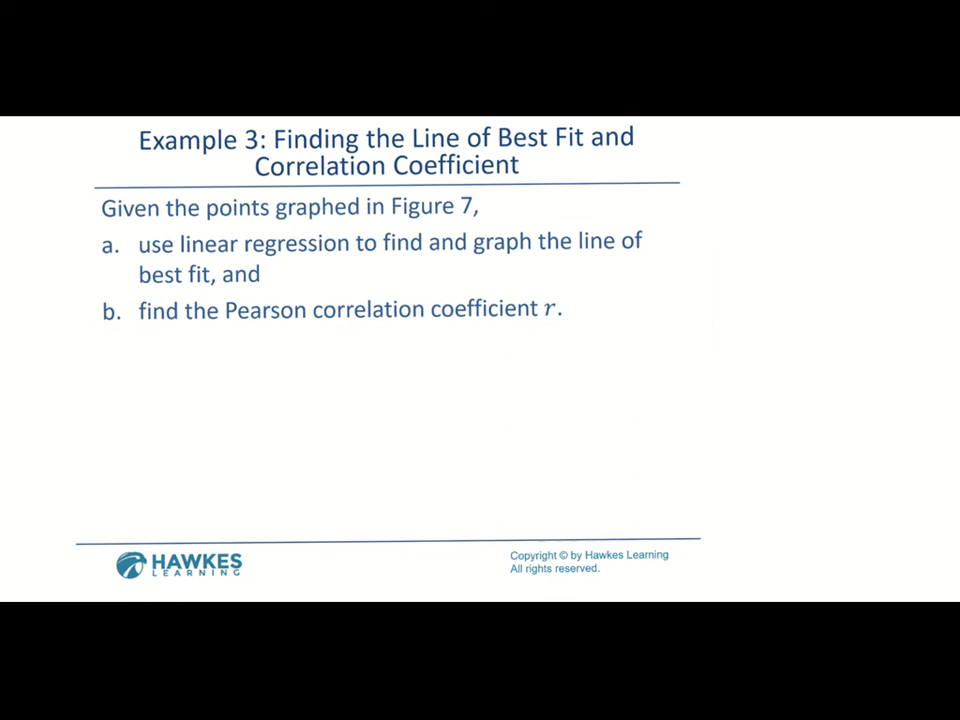 Example 3: Finding the Line of Best Fit and
Correlation Coefficient
Given the points graphed in Figure 7,
a. use linear regression to find and graph the line of
best fit, and
b. find the Pearson correlation coefficient r.
HAWKES
LEARNING
Copyright © by Hawkes Learning
All rights reserved.